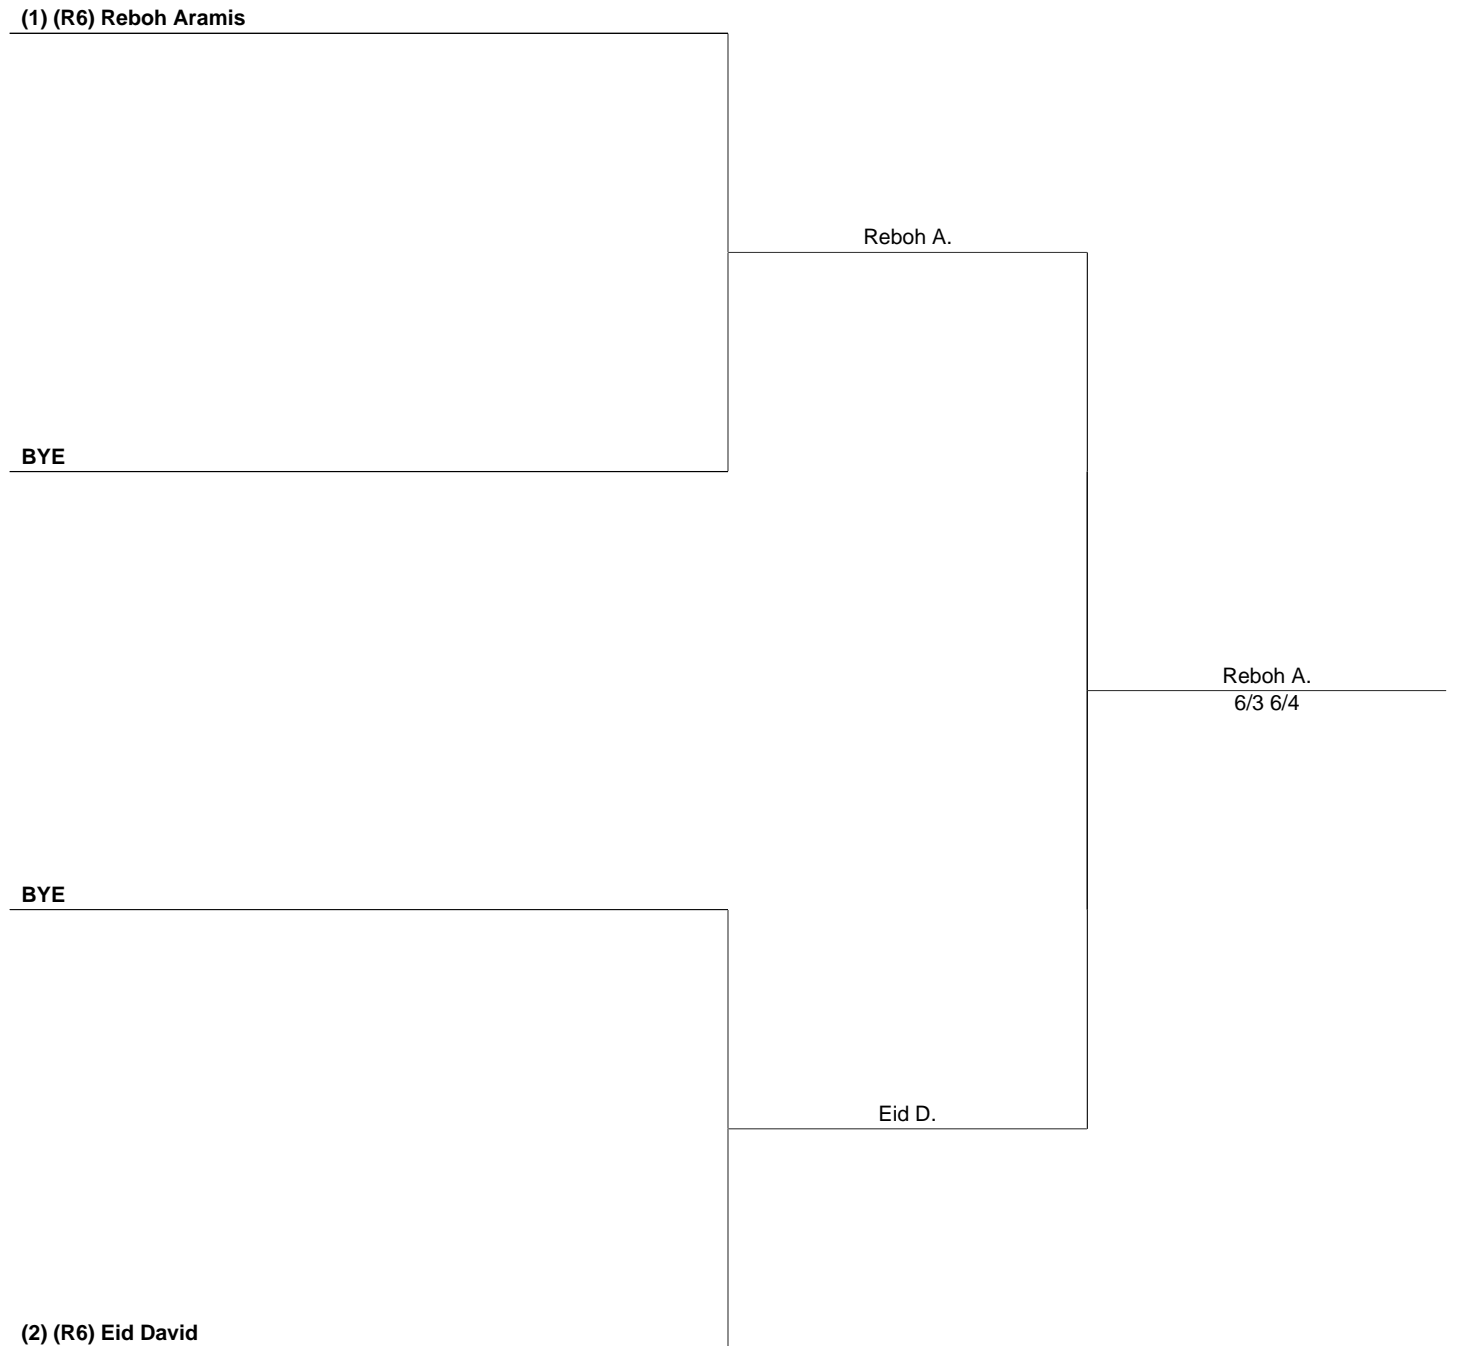 (1) (R6) Reboh Aramis
Reboh A.
BYE
Reboh A.
6/3 6/4
BYE
Eid D.
(2) (R6) Eid David